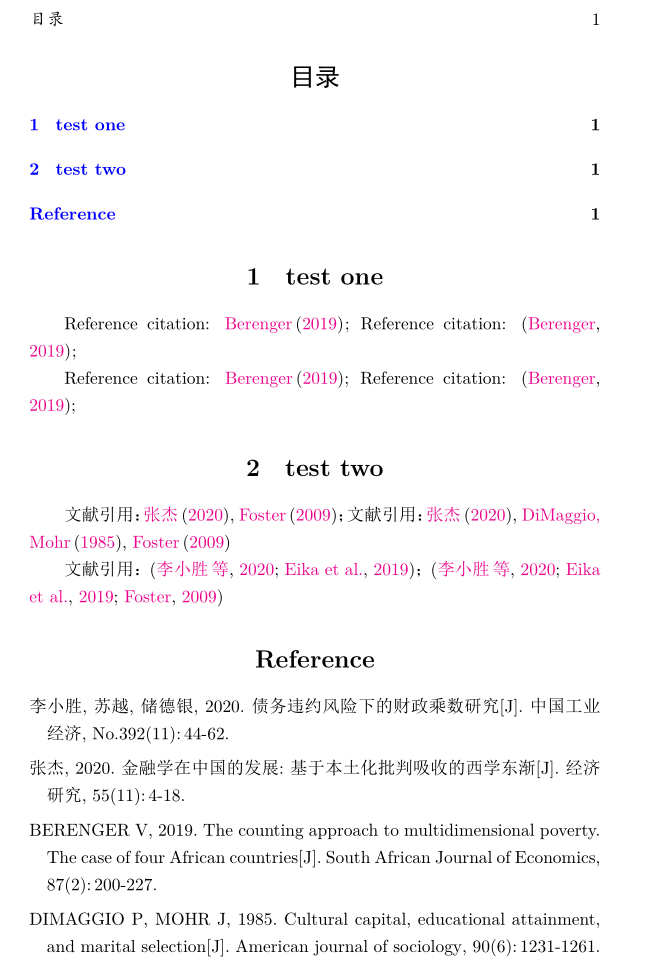 目录 1
目录
1 test one 1
2 test two 1
Reference 1
1 test one
Reference citation: Berenger (2019); Reference citation: (Berenger,
2019);
Reference citation: Berenger (2019); Reference citation: (Berenger,
2019);
2 test two
文献引用：张杰 (2020), Foster (2009)；文献引用：张杰 (2020), DiMaggio,
Mohr (1985), Foster (2009)
文献引用：(李小胜 等, 2020; Eika et al., 2019)；(李小胜 等, 2020; Eika
et al., 2019; Foster, 2009)
Reference
李小胜, 苏越, 储德银, 2020. 债务违约风险下的财政乘数研究[J]. 中国工业
经济, No.392(11): 44-62.
张杰, 2020. 金融学在中国的发展: 基于本土化批判吸收的西学东渐[J]. 经济
研究, 55(11): 4-18.
BERENGER V, 2019. The counting approach to multidimensional poverty.
The case of four African countries[J]. South African Journal of Economics,
87(2): 200-227.
DIMAGGIO P, MOHR J, 1985. Cultural capital, educational attainment,
and marital selection[J]. American journal of sociology, 90(6): 1231-1261.